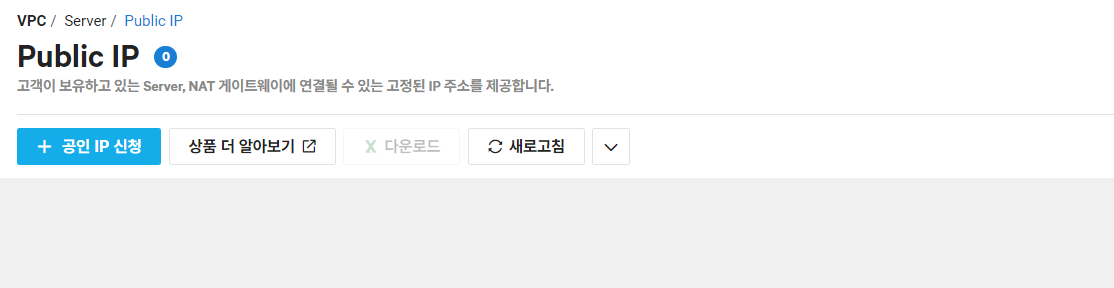 VPC / Server / Public IP
Public IP 0
고객이 보유하고 있는 Server, NAT 게이트웨이에 연결될 수 있는 고정된 IP 주소를 제공합니다.
+ 공인 IP 신청 상품 더 알아보기 다운로드 새로고침